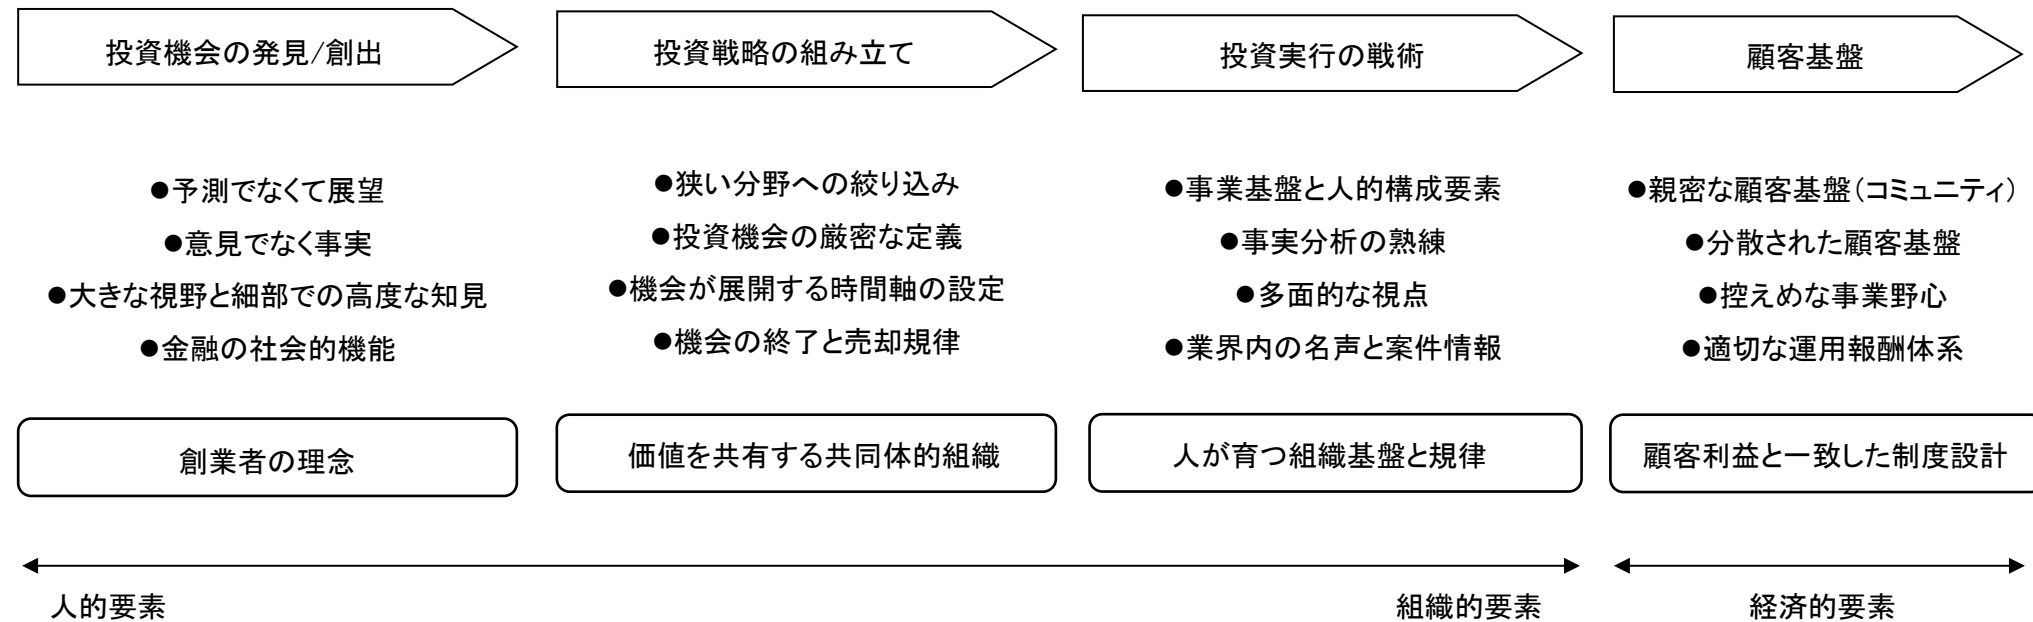 投資機会の発見/創出
投資戦略の組み立て
投資実行の戦術
顧客基盤
●予測でなくて展望
●意見でなく事実
●大きな視野と細部での高度な知見
●金融の社会的機能
●狭い分野への絞り込み
●投資機会の厳密な定義
●機会が展開する時間軸の設定
●機会の終了と売却規律
●事業基盤と人的構成要素
●事実分析の熟練
●多面的な視点
●業界内の名声と案件情報
●親密な顧客基盤(コミュニティ)
●分散された顧客基盤
●控えめな事業野心
●適切な運用報酬体系
創業者の理念
価値を共有する共同体的組織
人が育つ組織基盤と規律
顧客利益と一致した制度設計
人的要素
組織的要素
経済的要素